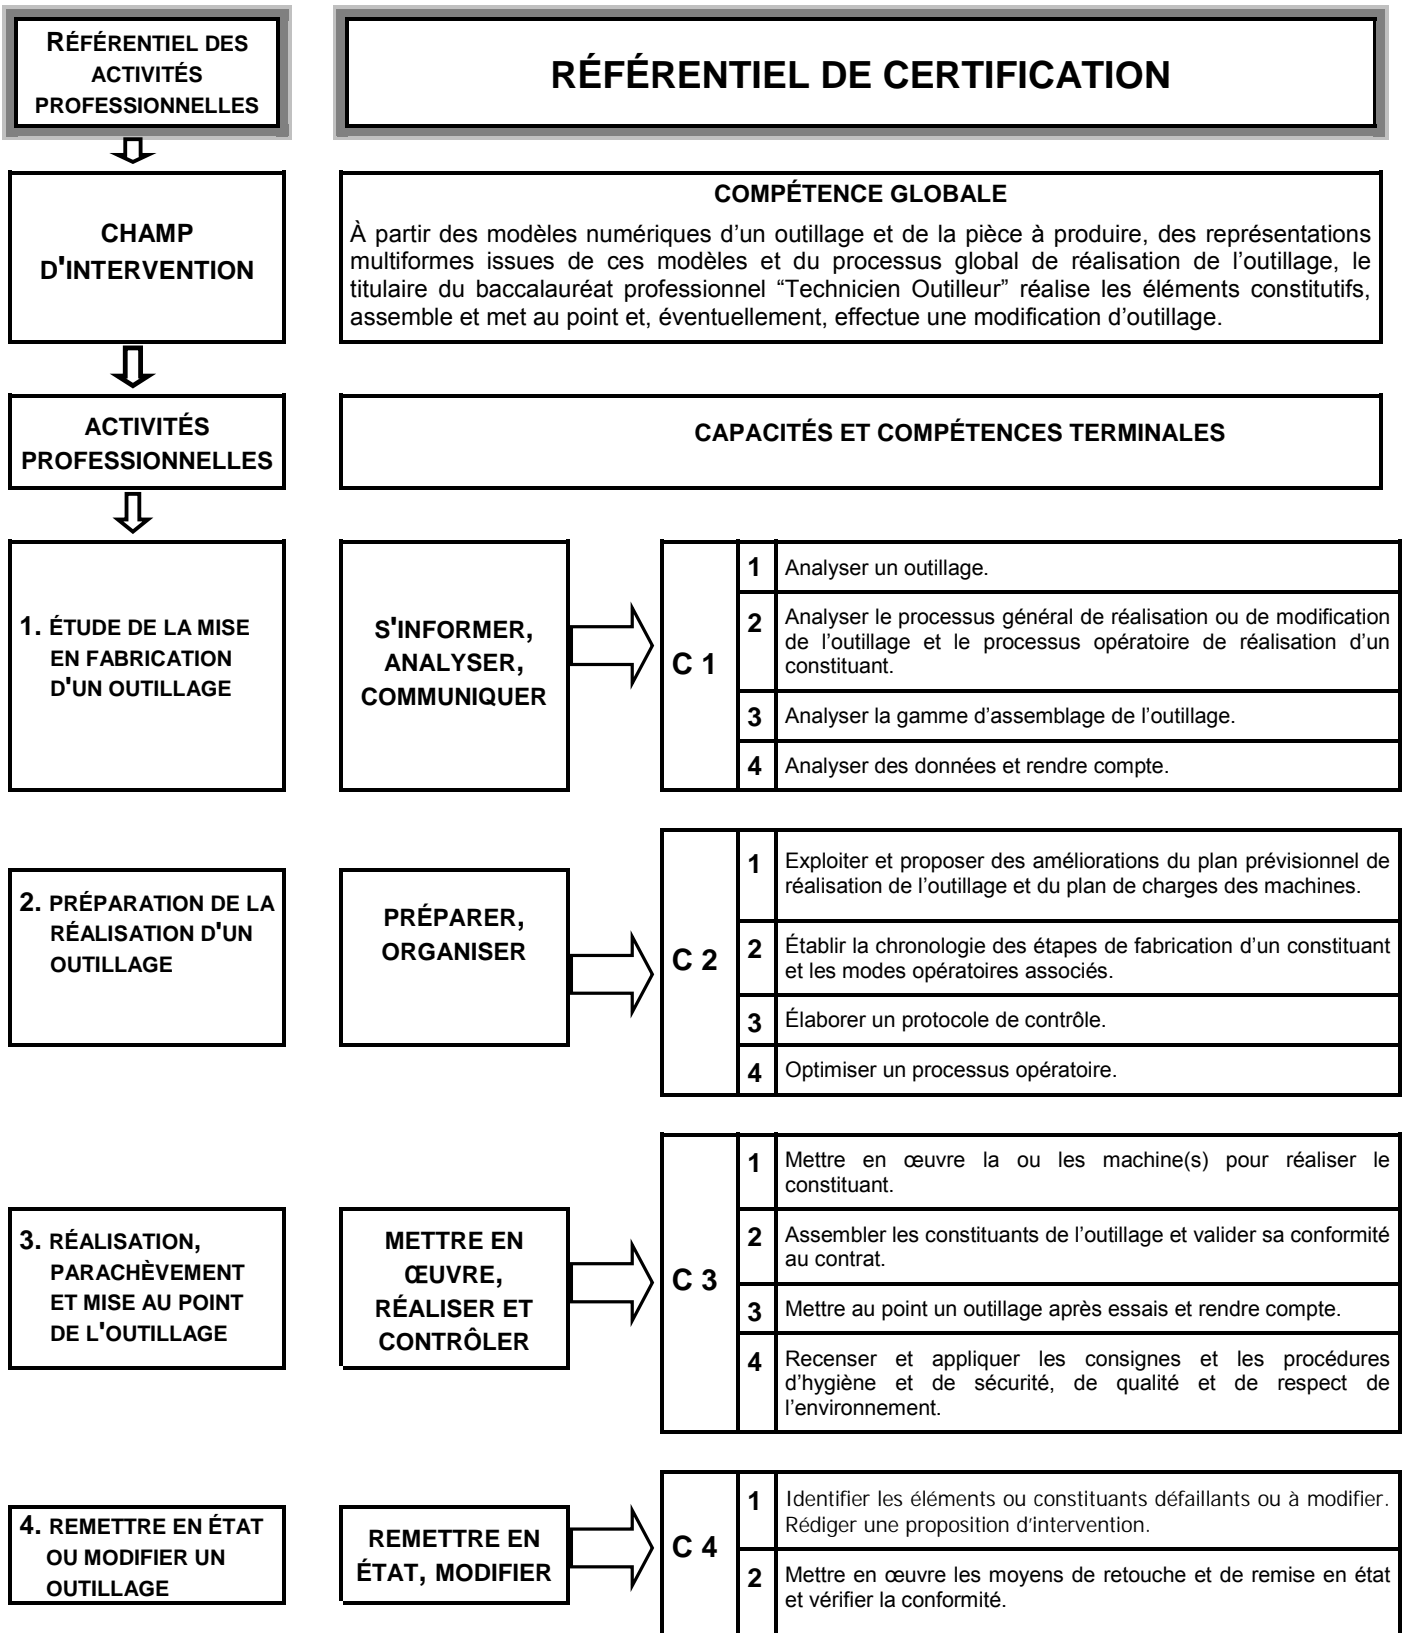 RÉFÉRENTIEL DES
ACTIVITÉS
PROFESSIONNELLES
RÉFÉRENTIEL DE CERTIFICATION
CHAMP
D'INTERVENTION
COMPÉTENCE GLOBALE
À partir des modèles numériques d’un outillage et de la pièce à produire, des représentations
multiformes issues de ces modèles et du processus global de réalisation de l’outillage, le
titulaire du baccalauréat professionnel “Technicien Outilleur” réalise les éléments constitutifs,
assemble et met au point et, éventuellement, effectue une modification d’outillage.
ACTIVITÉS
PROFESSIONNELLES
CAPACITÉS ET COMPÉTENCES TERMINALES
1. ÉTUDE DE LA MISE
EN FABRICATION
D'UN OUTILLAGE
S'INFORMER,
ANALYSER,
COMMUNIQUER
C 1
1 Analyser un outillage.
2 Analyser le processus général de réalisation ou de modification
de l’outillage et le processus opératoire de réalisation d’un
constituant.
3 Analyser la gamme d’assemblage de l’outillage.
4 Analyser des données et rendre compte.
2. PRÉPARATION DE LA
RÉALISATION D'UN
OUTILLAGE
PRÉPARER,
ORGANISER
C 2
1 Exploiter et proposer des améliorations du plan prévisionnel de
réalisation de l’outillage et du plan de charges des machines.
2 Établir la chronologie des étapes de fabrication d’un constituant
et les modes opératoires associés.
3 Élaborer un protocole de contrôle.
4 Optimiser un processus opératoire.
3. RÉALISATION,
PARACHÈVEMENT
ET MISE AU POINT
DE L'OUTILLAGE
METTRE EN
ŒUVRE,
RÉALISER ET
CONTRÔLER
C 3
1 Mettre en œuvre la ou les machine(s) pour réaliser le
constituant.
2 Assembler les constituants de l’outillage et valider sa conformité
au contrat.
3 Mettre au point un outillage après essais et rendre compte.
4 Recenser et appliquer les consignes et les procédures
d’hygiène et de sécurité, de qualité et de respect de
l’environnement.
4. REMETTRE EN ÉTAT
OU MODIFIER UN
OUTILLAGE
REMETTRE EN
ÉTAT, MODIFIER
C 4
1 Identifier les éléments ou constituants défaillants ou à modifier.
Rédiger une proposition d’intervention.
2 Mettre en œuvre les moyens de retouche et de remise en état
et vérifier la conformité.